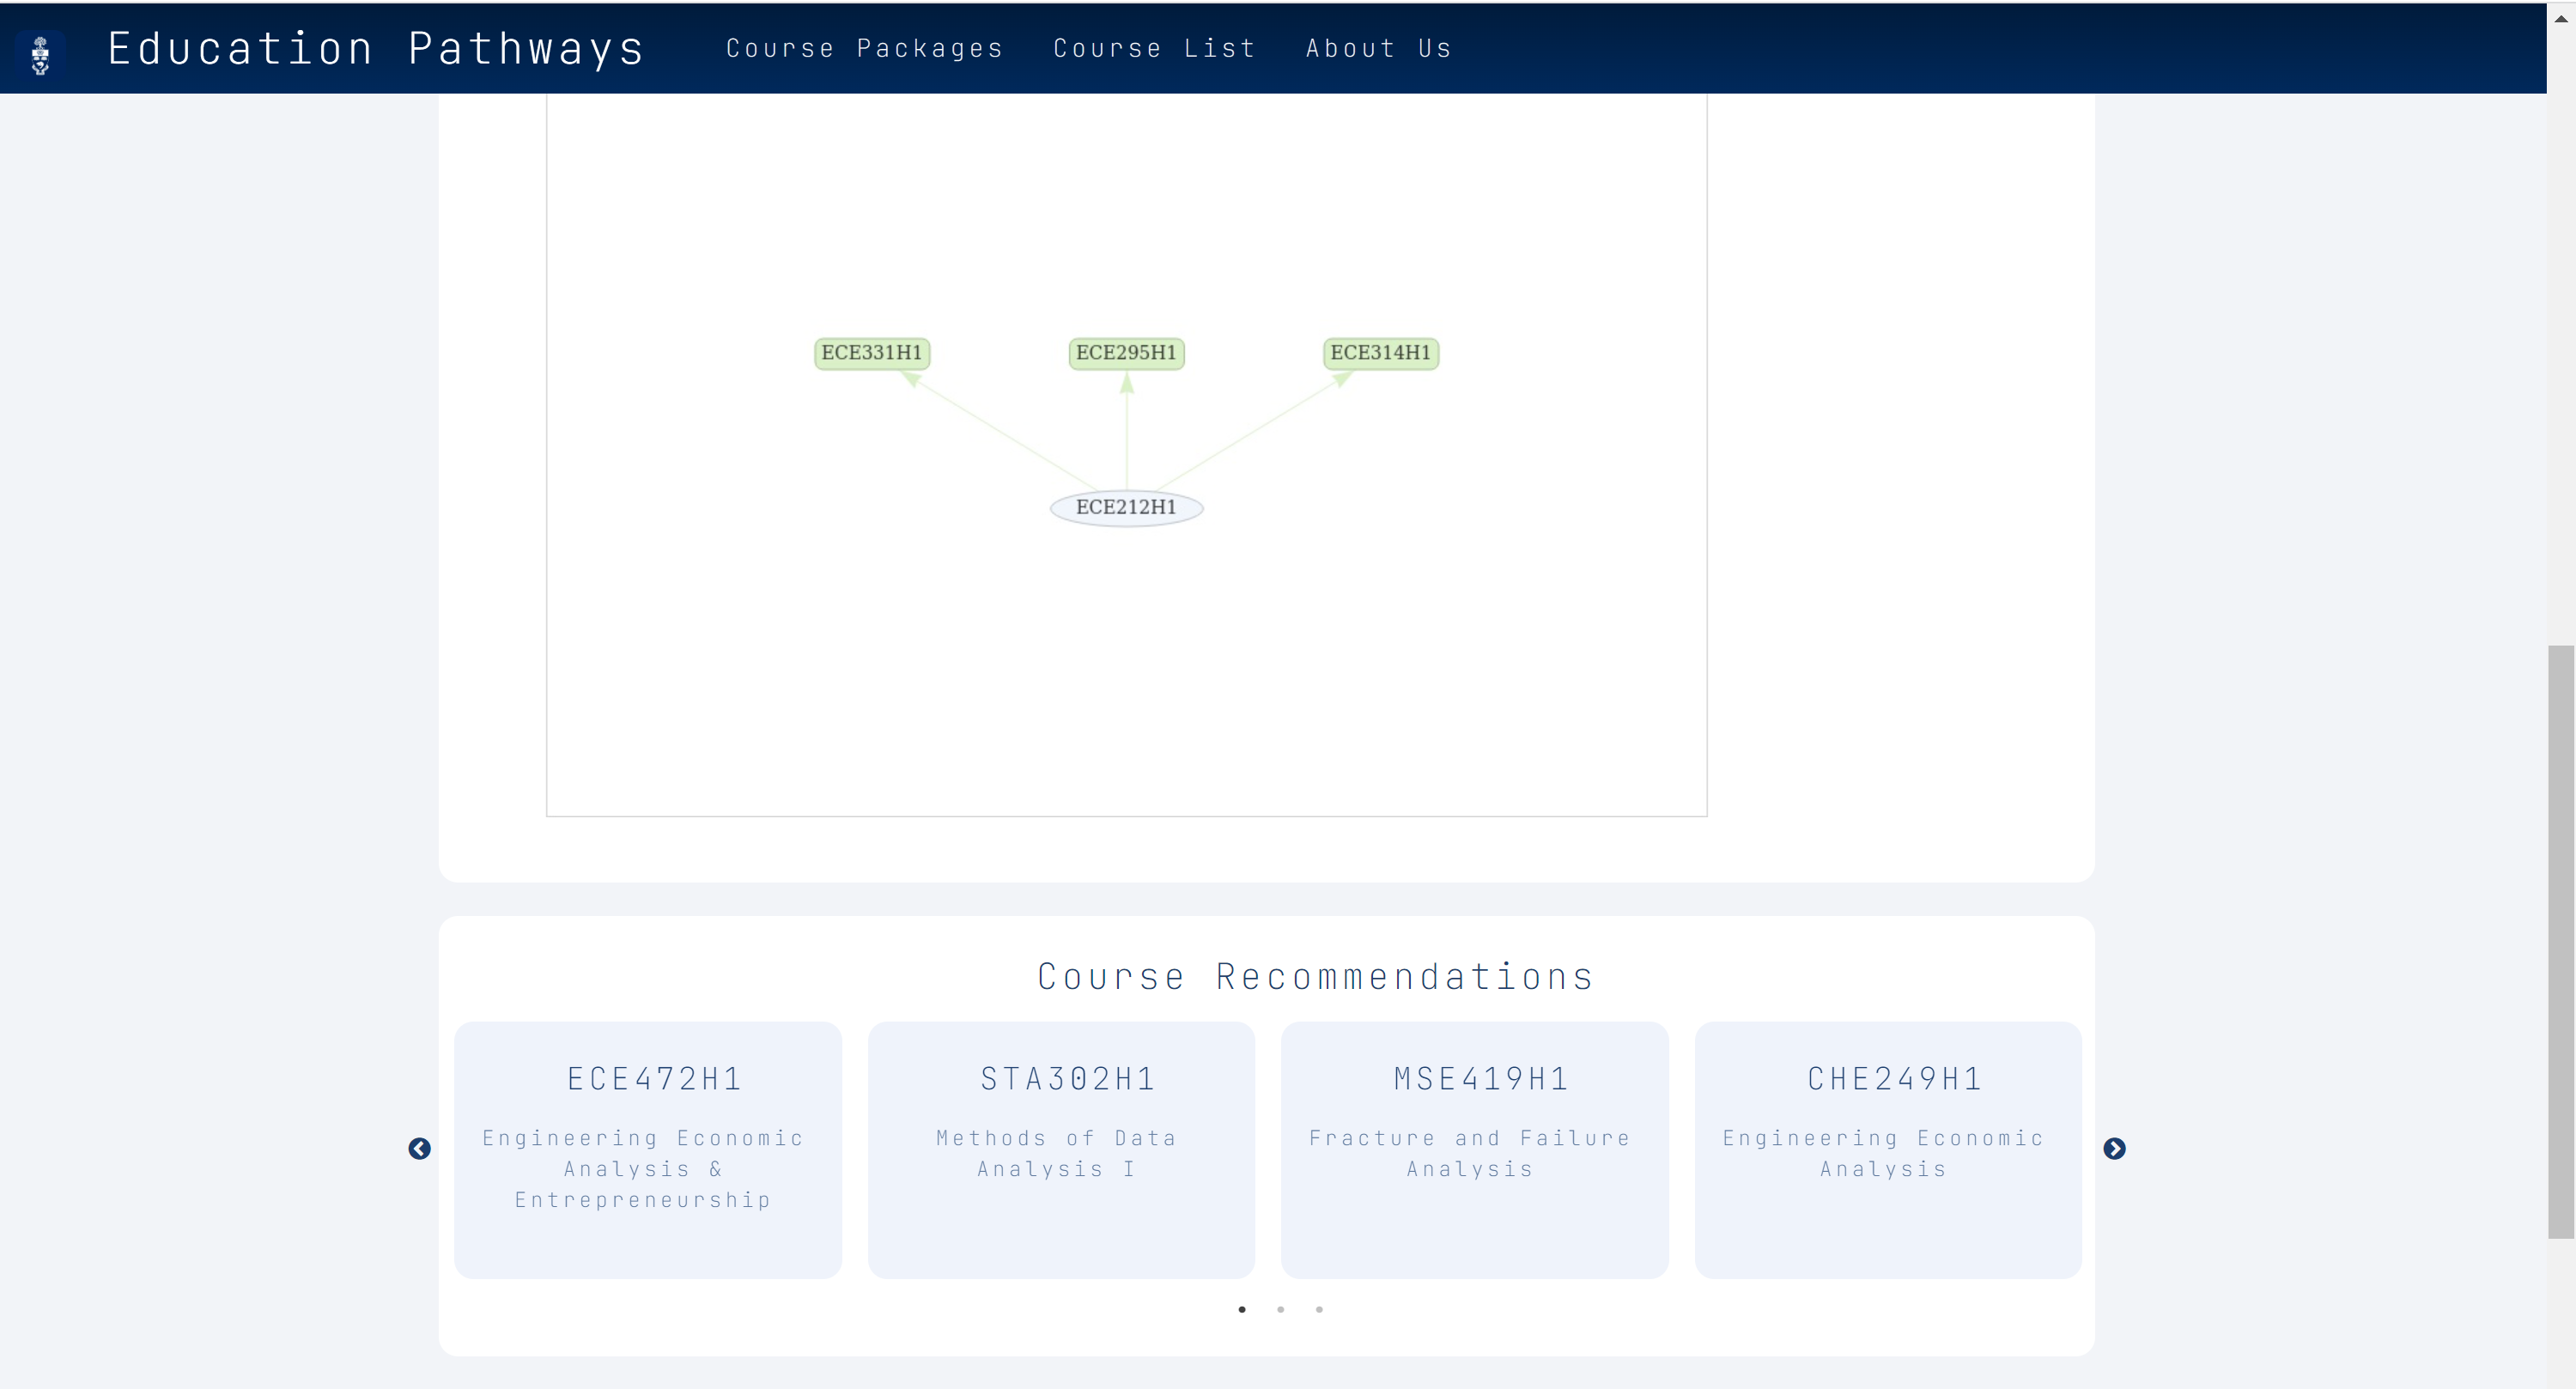 Education Pathways
Course Packages
Course List
About Us
ECE331H1
ECE295H1
ECE314H1
ECE212H1
Course Recommendations
ECE472H1
Engineering Economic
Analysis &
Entrepreneurship
STA302H1
Methods of Data
Analysis I
MSE419H1
Fracture and Failure
Analysis
CHE249H1
Engineering Economic
Analysis